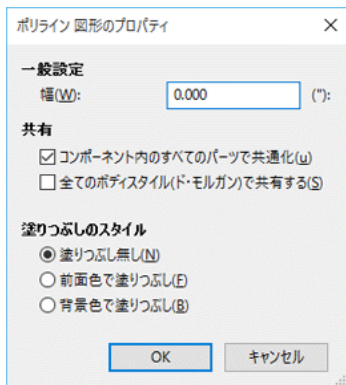 ポリライン 図形のプロパティ
一般設定
幅(W): 0.000 ("):
共有
コンポーネント内のすべてのパーツで共通化(u)
全てのボディスタイル(ド・モルガン)で共有する(S)
塗りつぶしのスタイル
塗りつぶし無し(N)
前面色で塗りつぶし(F)
背景色で塗りつぶし(B)
OK キャンセル